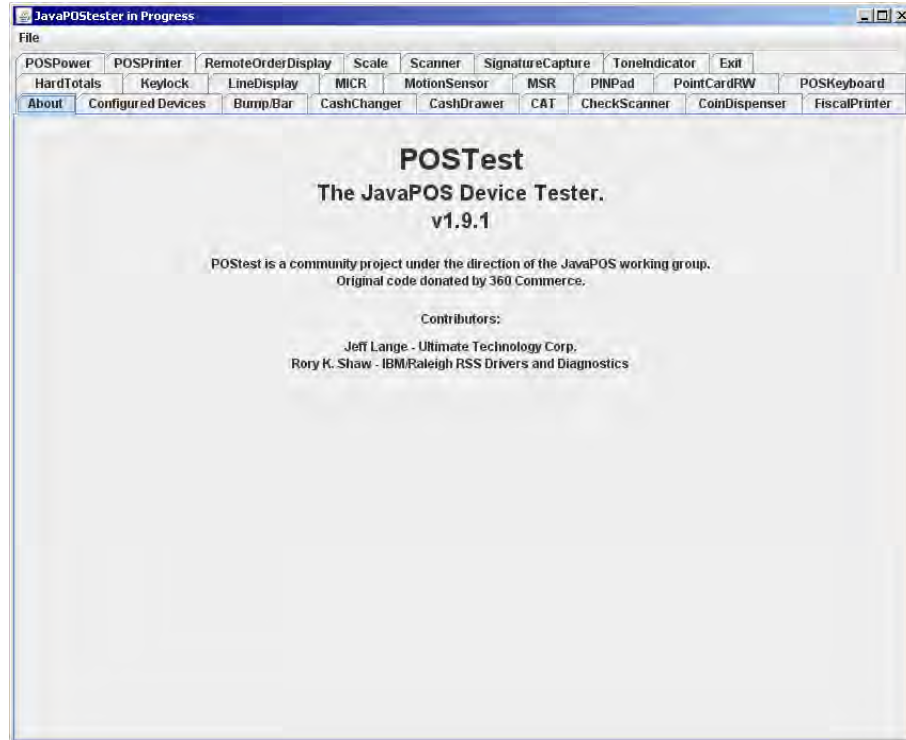 JavaPOStester in Progress
File
POSPower POSPrinter RemoteOrderDisplay Scale Scanner SignatureCapture ToneIndicator Exit
HardTotals Keylock LineDisplay MICR MotionSensor MSR PINPad PointCardRW POSKeyboard
About Configured Devices Bump/Bar CashChanger CashDrawer CAT CheckScanner CoinDispenser FiscalPrinter
POSTest
The JavaPOS Device Tester.
v1.9.1
POStest is a community project under the direction of the JavaPOS working group.
Original code donated by 360 Commerce.
Contributors:
Jeff Lange - Ultimate Technology Corp.
Rory K. Shaw - IBM/Raleigh RSS Drivers and Diagnostics